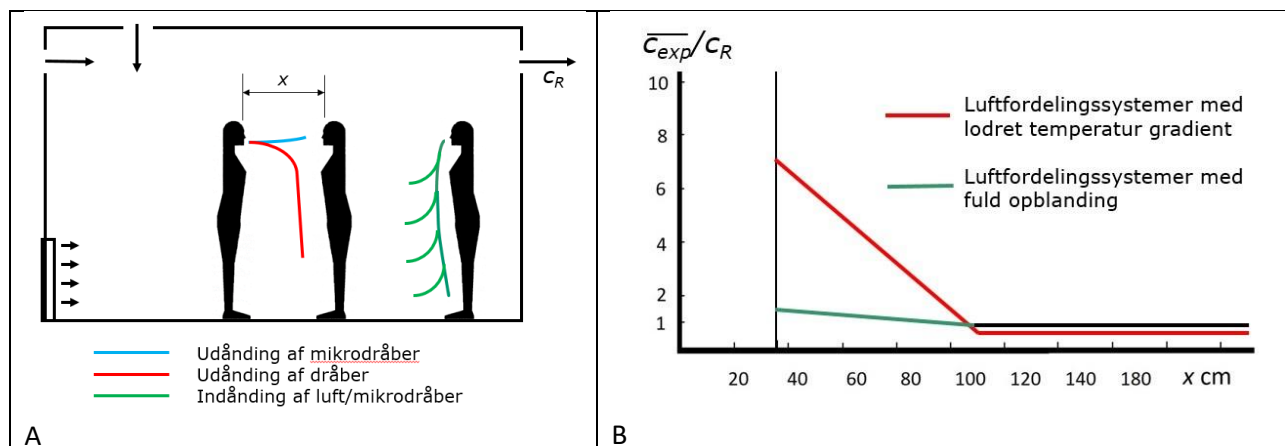 x
c_R
Udånding af mikrodråber
Udånding af dråber
Indånding af luft/mikrodråber
A
c_exp/c_R
10
8
6
4
2
1
Luftfordelingssystemer med
lodret temperatur gradient
Luftfordelingssystemer med
fuld opblanding
20 40 60 80 100 120 140 180 x cm
B